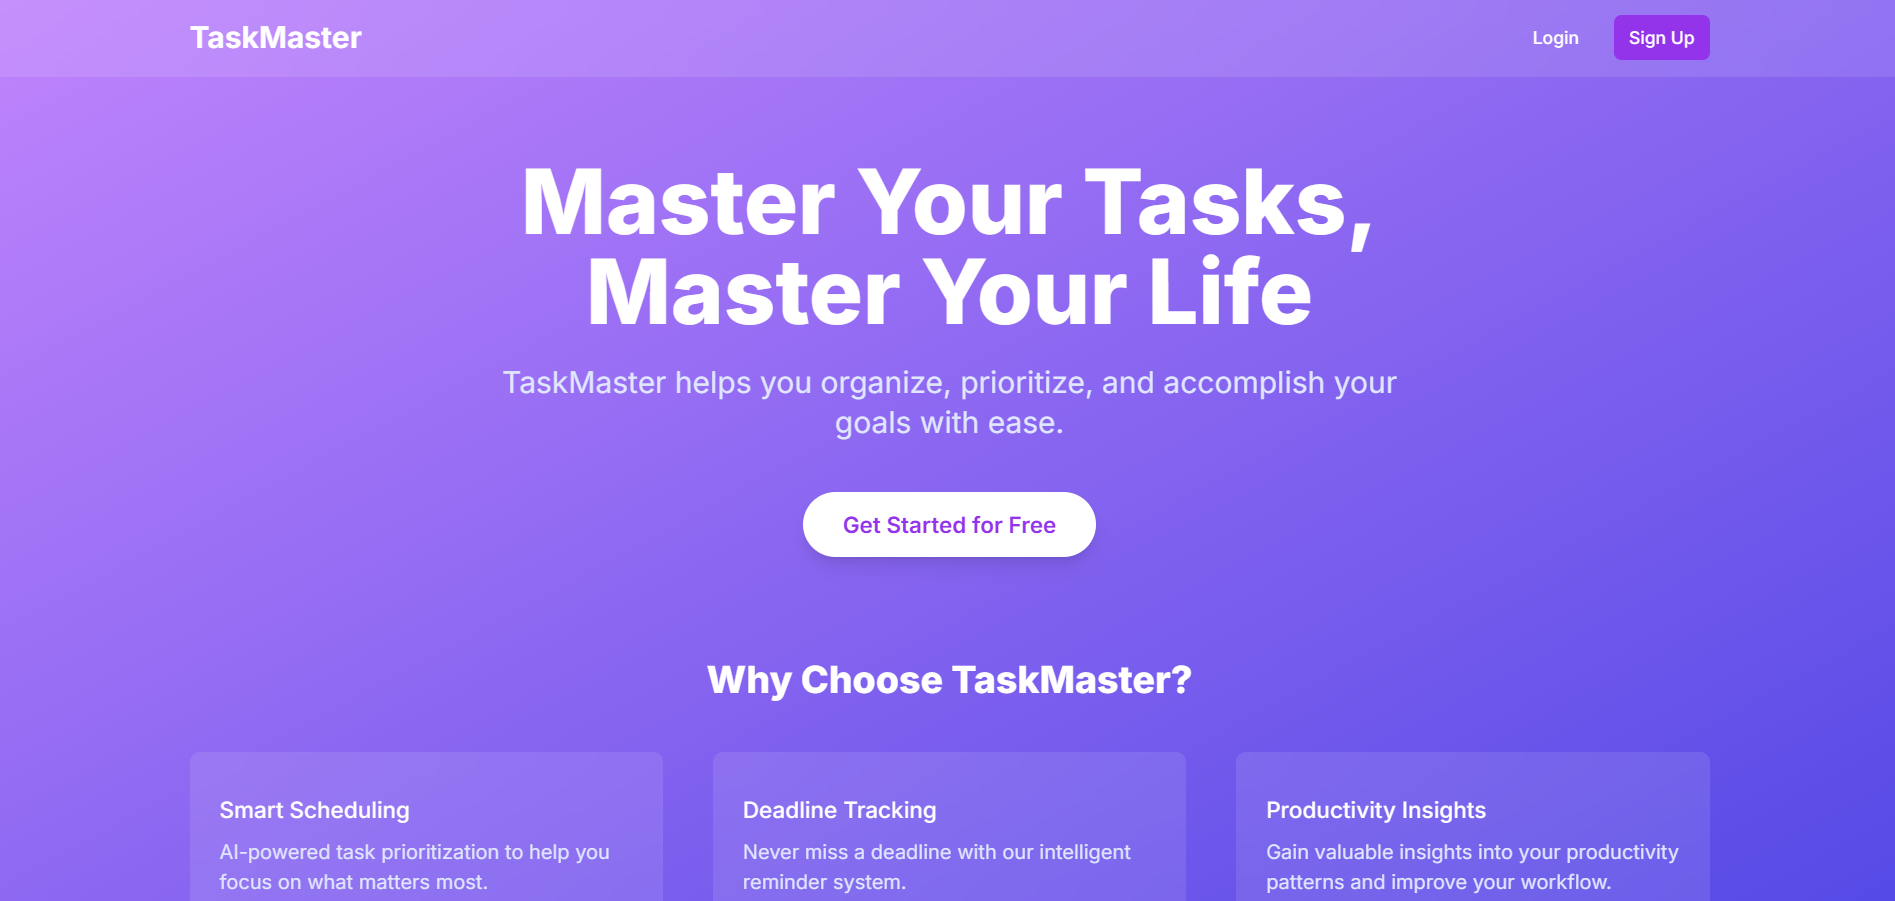 TaskMaster
Login
Sign Up
Master Your Tasks,
Master Your Life
TaskMaster helps you organize, prioritize, and accomplish your
goals with ease.
Get Started for Free
Why Choose TaskMaster?
Smart Scheduling
AI-powered task prioritization to help you
focus on what matters most.
Deadline Tracking
Never miss a deadline with our intelligent
reminder system.
Productivity Insights
Gain valuable insights into your productivity
patterns and improve your workflow.